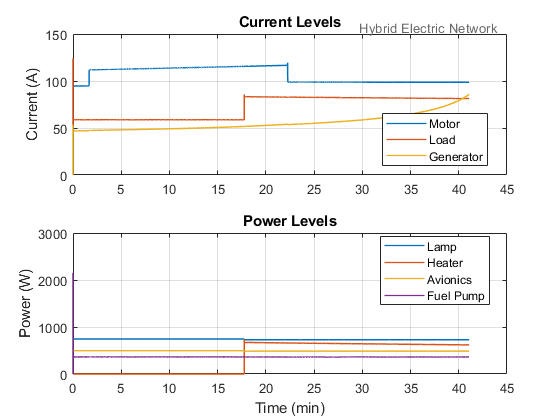 Current Levels
Hybrid Electric Network
Current (A)
150
100
50
0
Motor
Load
Generator
0 5 10 15 20 25 30 35 40 45
Power Levels
Power (W)
3000
2000
1000
0
Lamp
Heater
Avionics
Fuel Pump
0 5 10 15 20 25 30 35 40 45
Time (min)